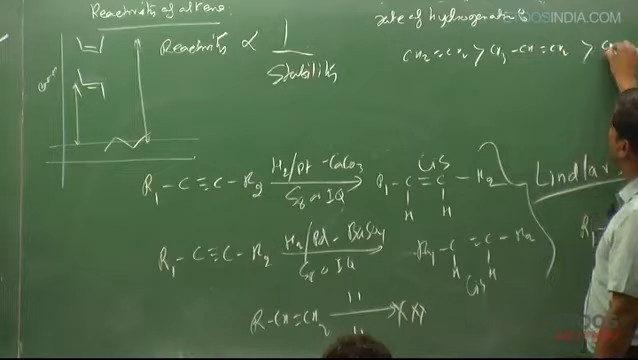 Reactivity of alkene.
Reactivity ∝ 1/Stability
rate of hydrogenation
CH2=CH2 > CH3-CH=CH2 >
R1-C≡C-R2 H2/Pt-CaCO3 S8 or IQ R1-C=C-R2 cis
H H
Lindlar
R1-C≡C-R2 H2/Pd-BaSO4 S8 or IQ R1-C=C-R2
H H
cis
R-CH=CH2